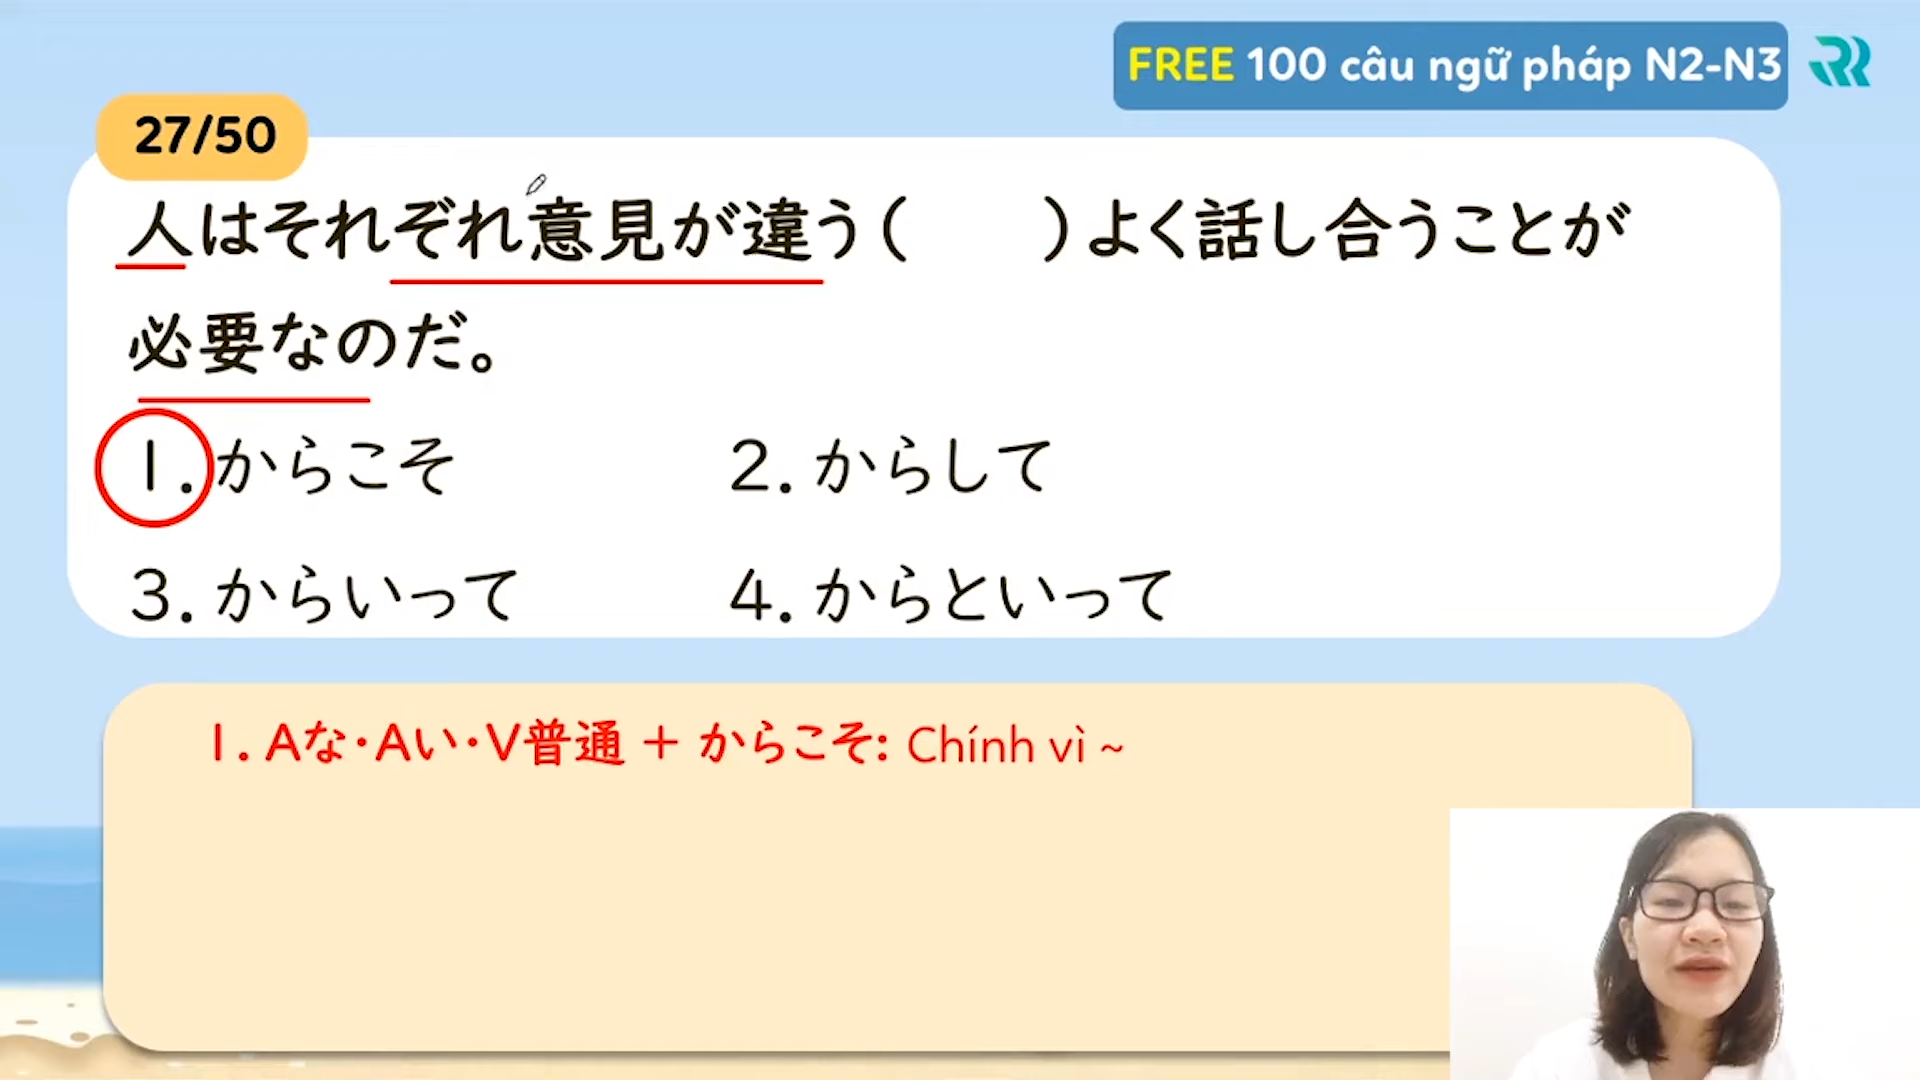 FREE 100 câu ngữ pháp N2-N3
27/50
人はそれぞれ意見が違う(　　)よく話し合うことが
必要なのだ。
1.からこそ 2.からして
3.からいって 4.からといって
1.Aな・Aい・V普通 + からこそ: Chính vì ~